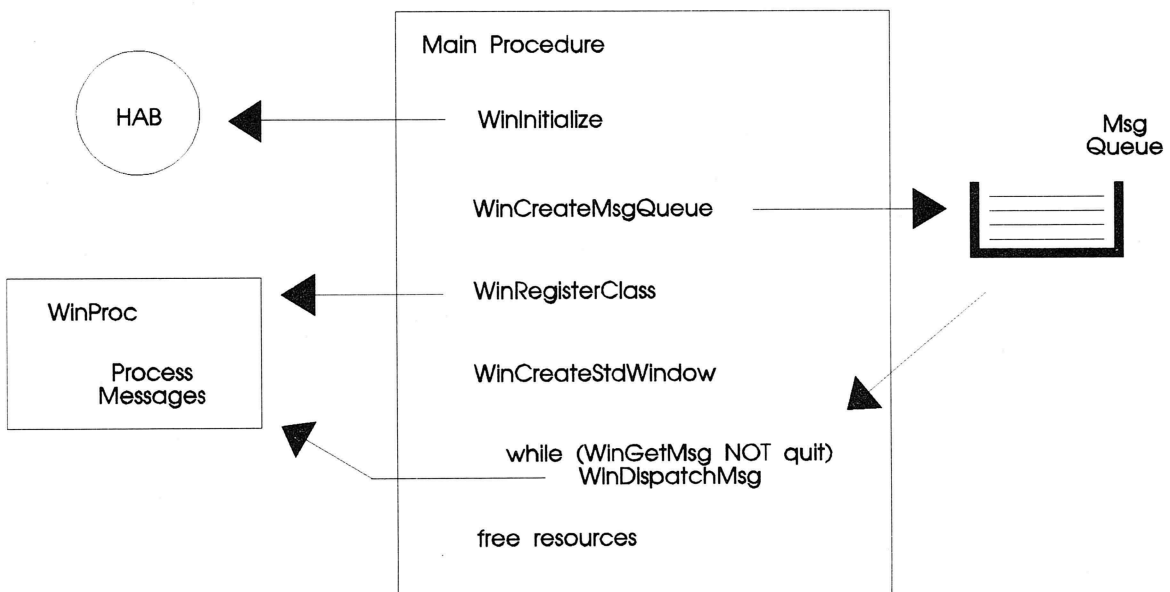 Main Procedure
HAB
WinInitialize
Msg
Queue
WinCreateMsgQueue
WinRegisterClass
WinProc
Process
Messages
WinCreateStdWindow
while (WinGetMsg NOT quit)
WinDispatchMsg
free resources